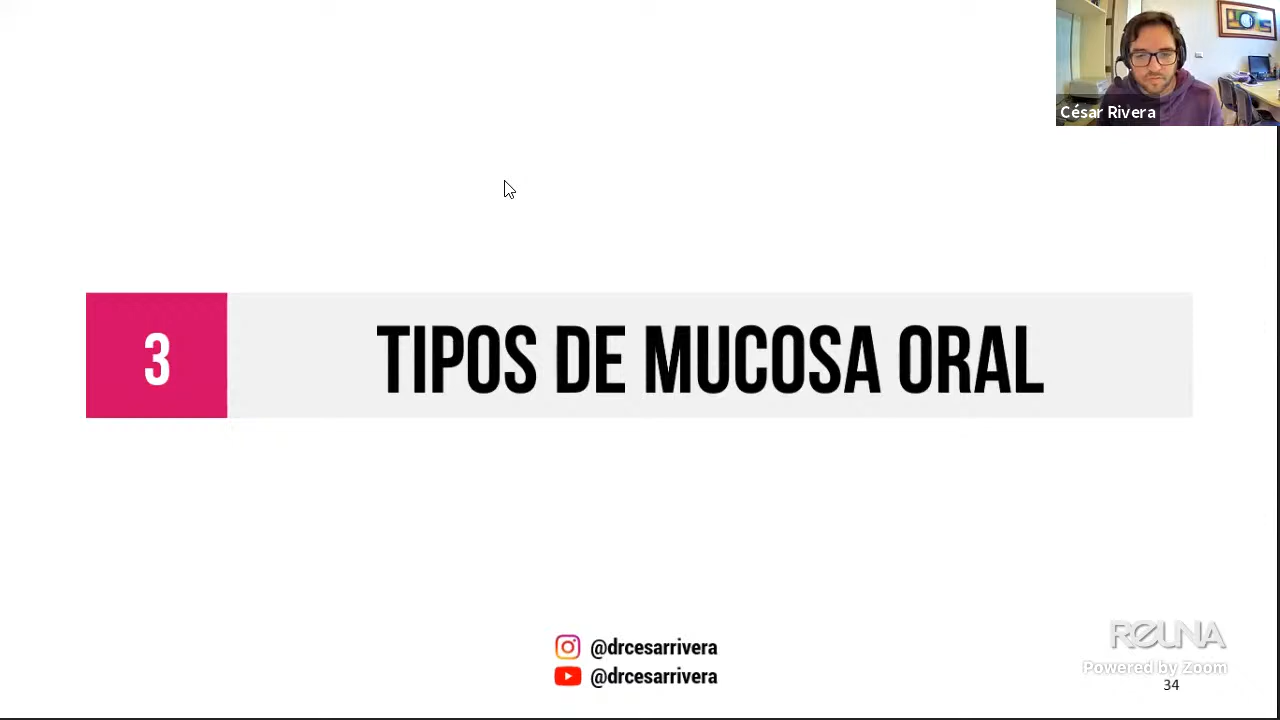 César Rivera
3
TIPOS DE MUCOSA ORAL
@drcesarrivera
@drcesarrivera
REUNA
Powered by Zoom
34